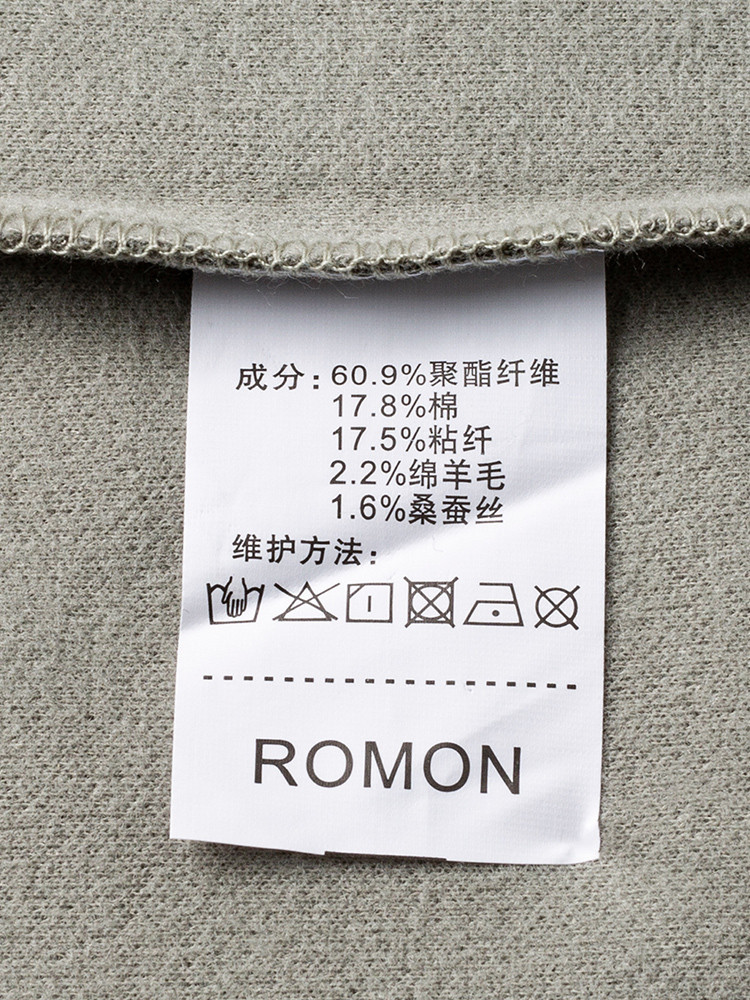 成分：60.9%聚酯纤维
17.8%棉
17.5%粘纤
2.2%绵羊毛
1.6%桑蚕丝
维护方法：
ROMON